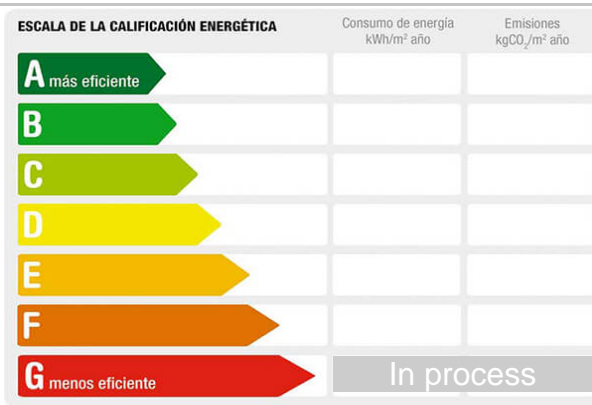 ESCALA DE LA CALIFICACIÓN ENERGÉTICA
Consumo de energía
kWh/m² año
Emisiones
kgCO₂/m² año
A más eficiente
B
C
D
E
F
G menos eficiente
In process